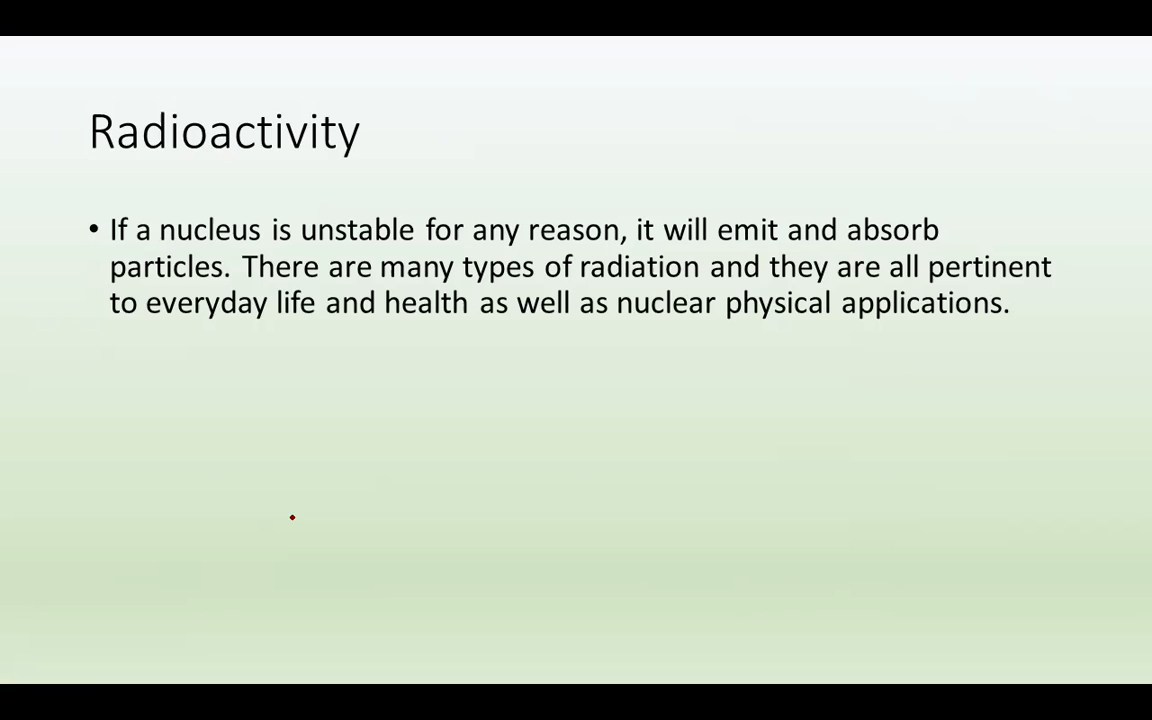 Radioactivity
• If a nucleus is unstable for any reason, it will emit and absorb
particles. There are many types of radiation and they are all pertinent
to everyday life and health as well as nuclear physical applications.